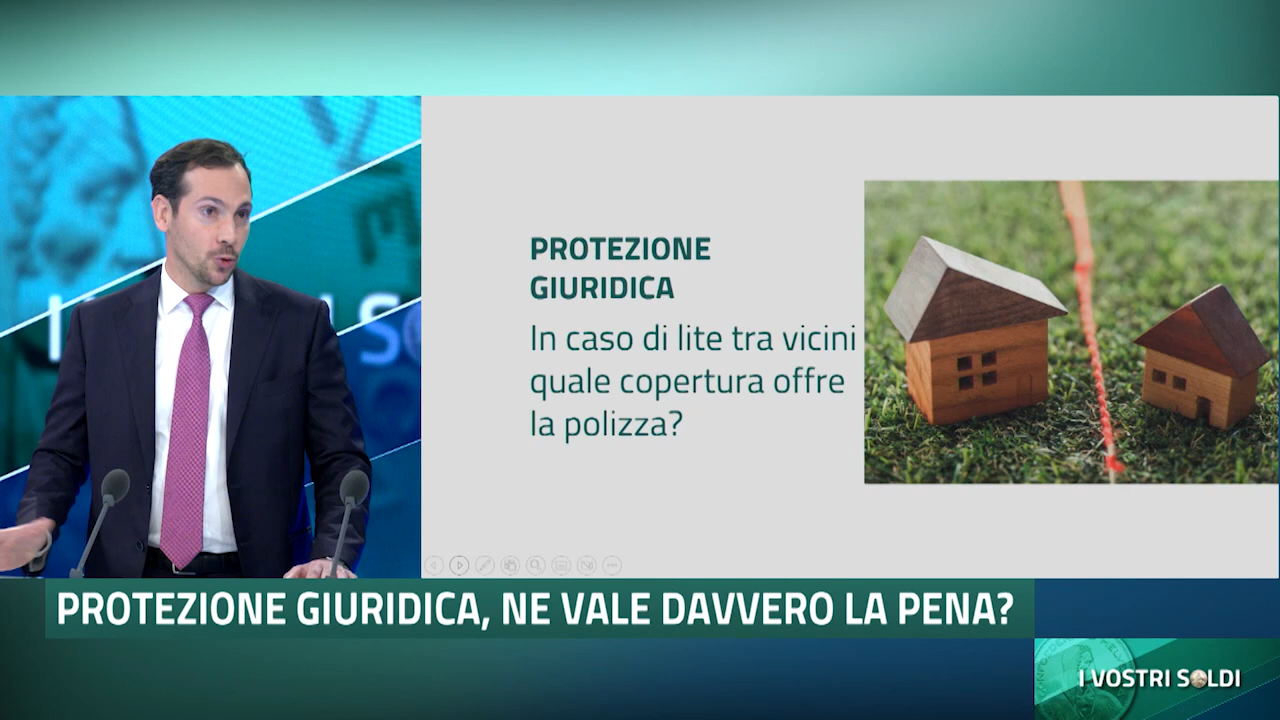 PROTEZIONE
GIURIDICA
In caso di lite tra vicini
quale copertura offre
la polizza?
PROTEZIONE GIURIDICA, NE VALE DAVVERO LA PENA?
I VOSTRI SOLDI